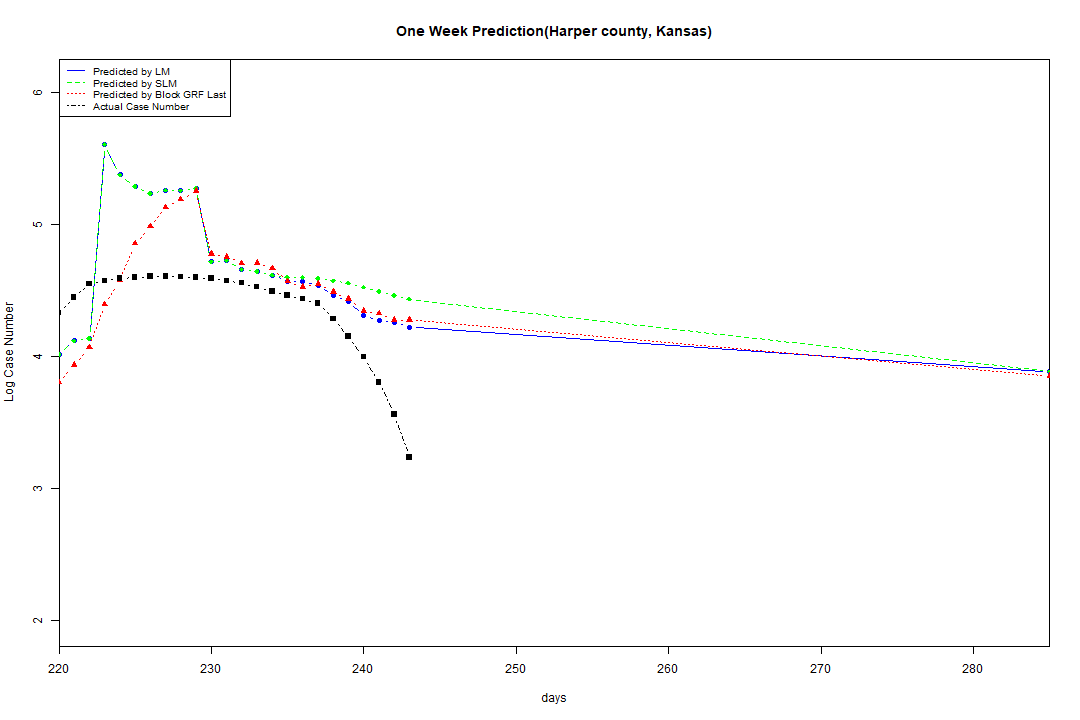 One Week Prediction(Harper county, Kansas)
Predicted by LM
Predicted by SLM
Predicted by Block GRF Last
Actual Case Number
6
5
4
3
2
Log Case Number
220
230
240
250
260
270
280
days